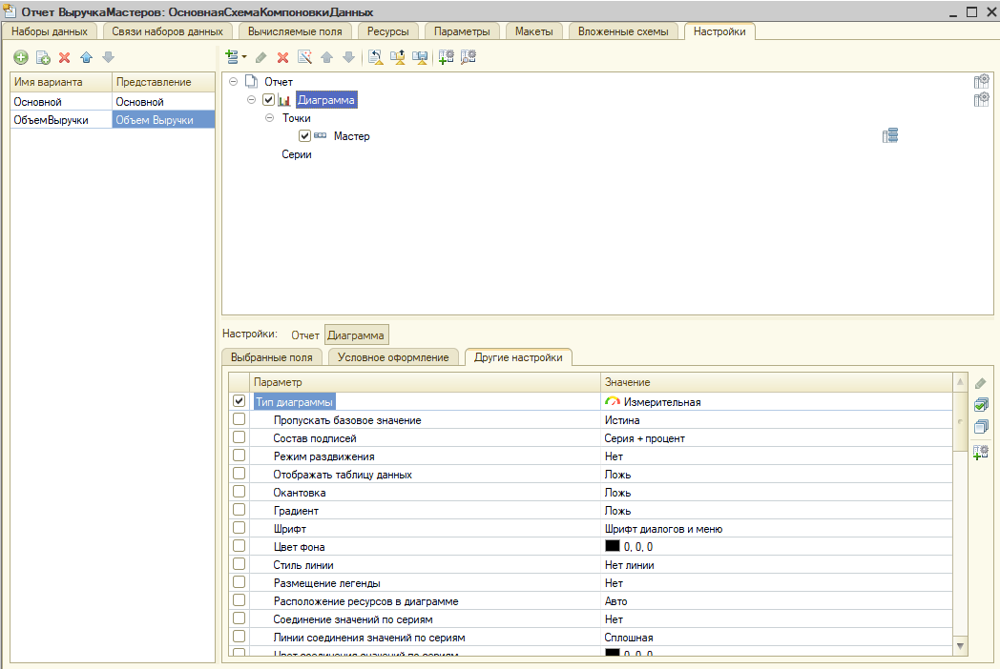 Отчет ВыручкаМастеров: ОсновнаяСхемаКомпоновкиДанных
Наборы данных Связи наборов данных Вычисляемые поля Ресурсы Параметры Макеты Вложенные схемы Настройки
Имя варианта Представление
Основной Основной
ОбъемВыручки Объем Выручки
Отчет
Диаграмма
Точки
Мастер
Серии
Настройки: Отчет Диаграмма
Выбранные поля Условное оформление Другие настройки
Параметр Значение
Тип диаграммы Измерительная
Пропускать базовое значение Истина
Состав подписей Серия + процент
Режим раздвижения Нет
Отображать таблицу данных Ложь
Окантовка Ложь
Градиент Ложь
Шрифт Шрифт диалогов и меню
Цвет фона 0, 0, 0
Стиль линии Нет линии
Размещение легенды Нет
Расположение ресурсов в диаграмме Авто
Соединение значений по сериям Нет
Линии соединения значений по сериям Сплошная
Цвет соединения значений по сериям 0, 0, 0